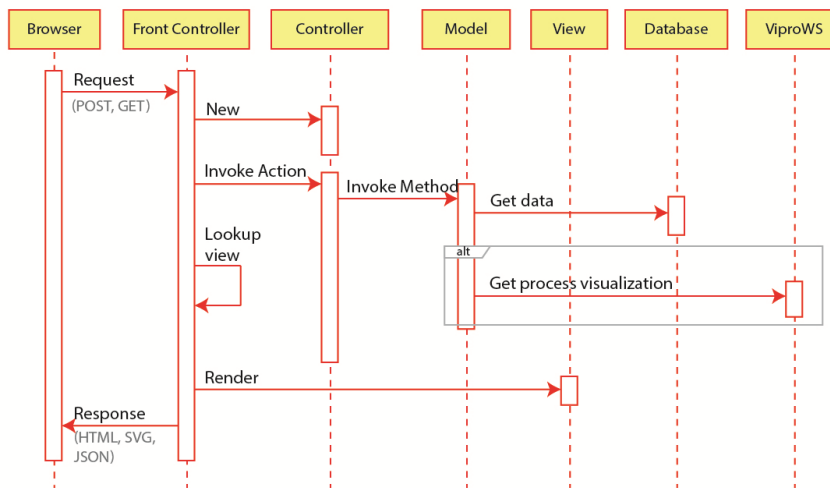 Browser
Front Controller
Controller
Model
View
Database
ViproWS
Request
(POST, GET)
New
Invoke Action
Invoke Method
Get data
Lookup
view
alt
Get process visualization
Render
Response
(HTML, SVG,
JSON)